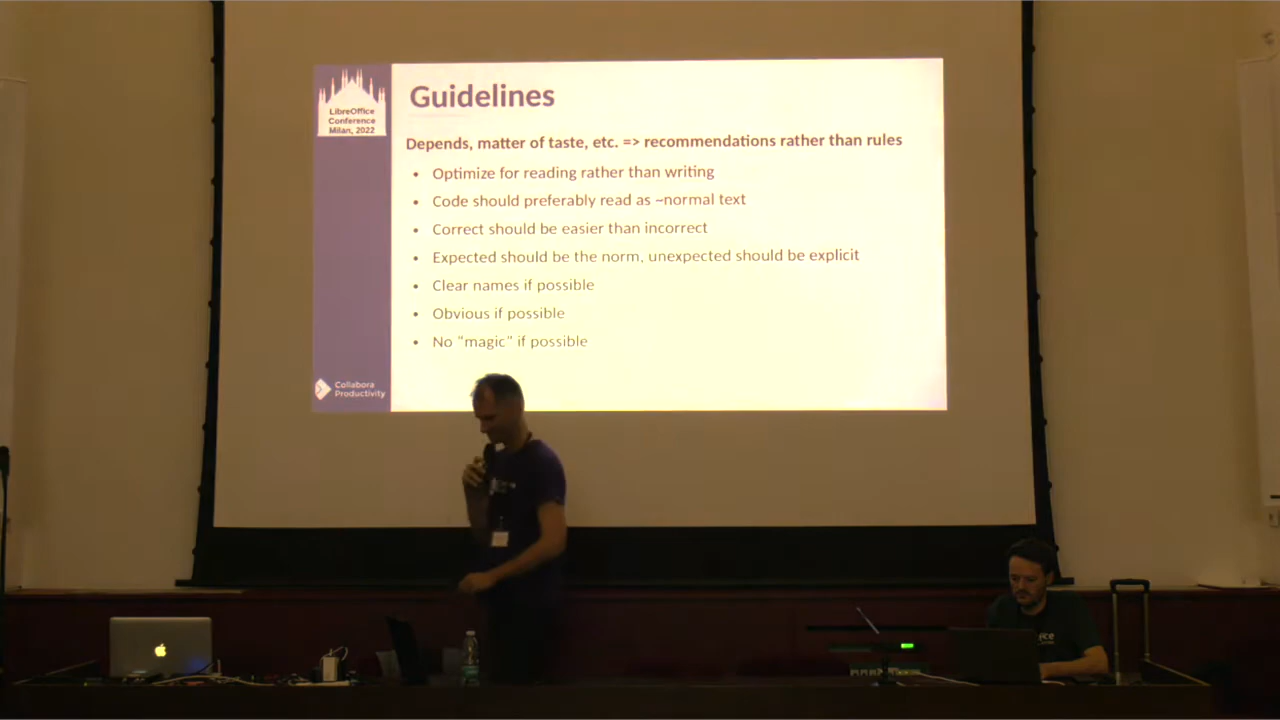 LibreOffice
Conference
Milan, 2022
Guidelines
Depends, matter of taste, etc. => recommendations rather than rules
• Optimize for reading rather than writing
• Code should preferably read as ~normal text
• Correct should be easier than incorrect
• Expected should be the norm, unexpected should be explicit
• Clear names if possible
• Obvious if possible
• No "magic" if possible
Collabora
Productivity